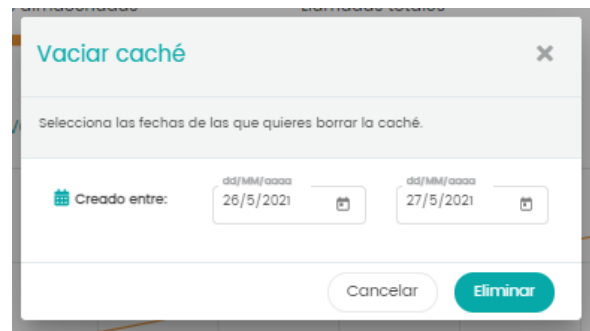 Vaciar caché
Selecciona las fechas de las que quieres borrar la caché.
dd/MM/aaaa dd/MM/aaaa
Creado entre: 26/5/2021 27/5/2021
Cancelar Eliminar